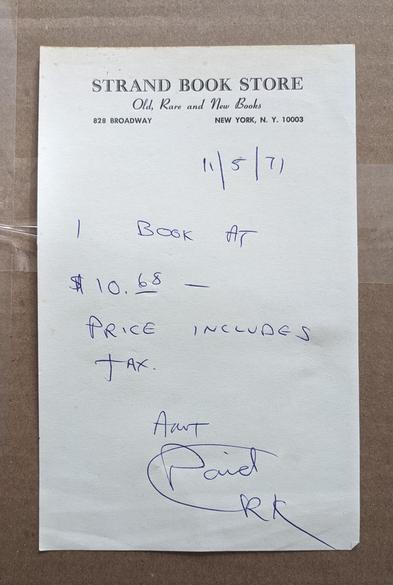 STRAND BOOK STORE
Old, Rare and New Books
828 BROADWAY NEW YORK, N. Y. 10003
11/5/71
1 BOOK AT
$10.68 —
PRICE INCLUDES
TAX.
AMT
Paid
RK